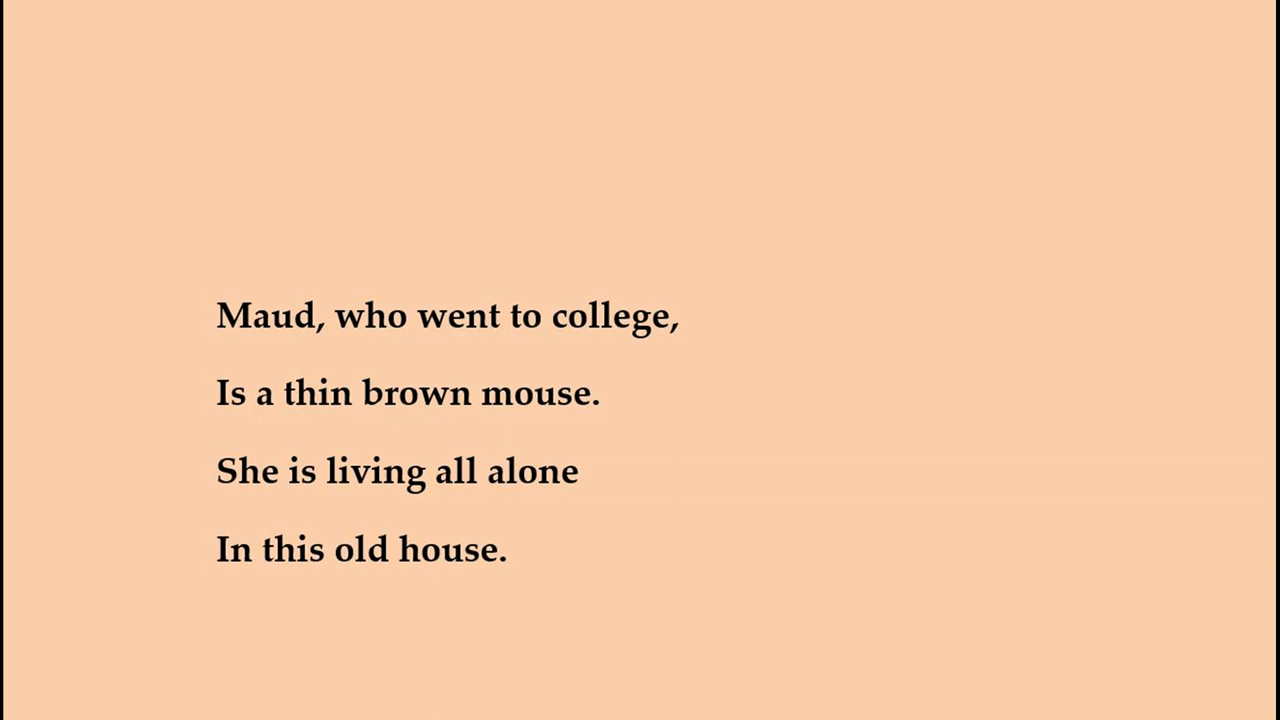 Maud, who went to college,
Is a thin brown mouse.
She is living all alone
In this old house.